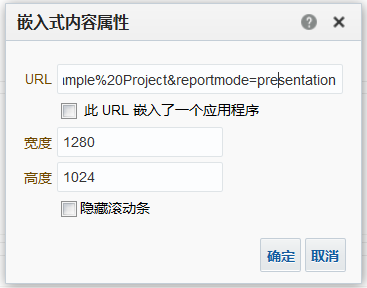 嵌入式内容属性
URL ample%20Project&reportmode=presentation
此 URL 嵌入了一个应用程序
宽度 1280
高度 1024
隐藏滚动条
确定 取消